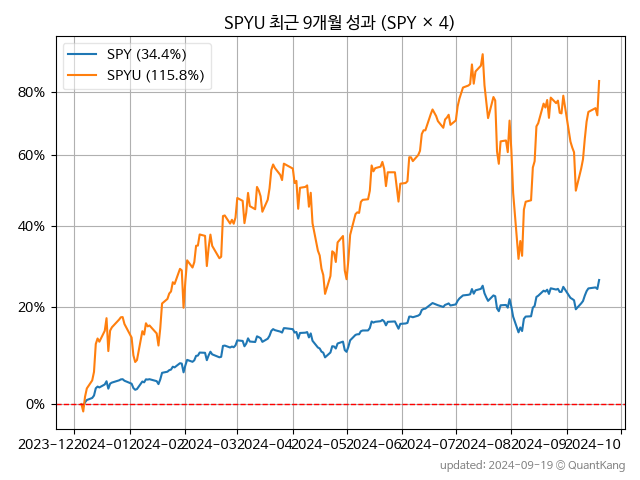 SPYU 최근 9개월 성과 (SPY × 4)
SPY (34.4%)
SPYU (115.8%)
80%
60%
40%
20%
0%
2023-12 2024-01 2024-02 2024-03 2024-04 2024-05 2024-06 2024-07 2024-08 2024-09 2024-10
updated: 2024-09-19 © QuantKang